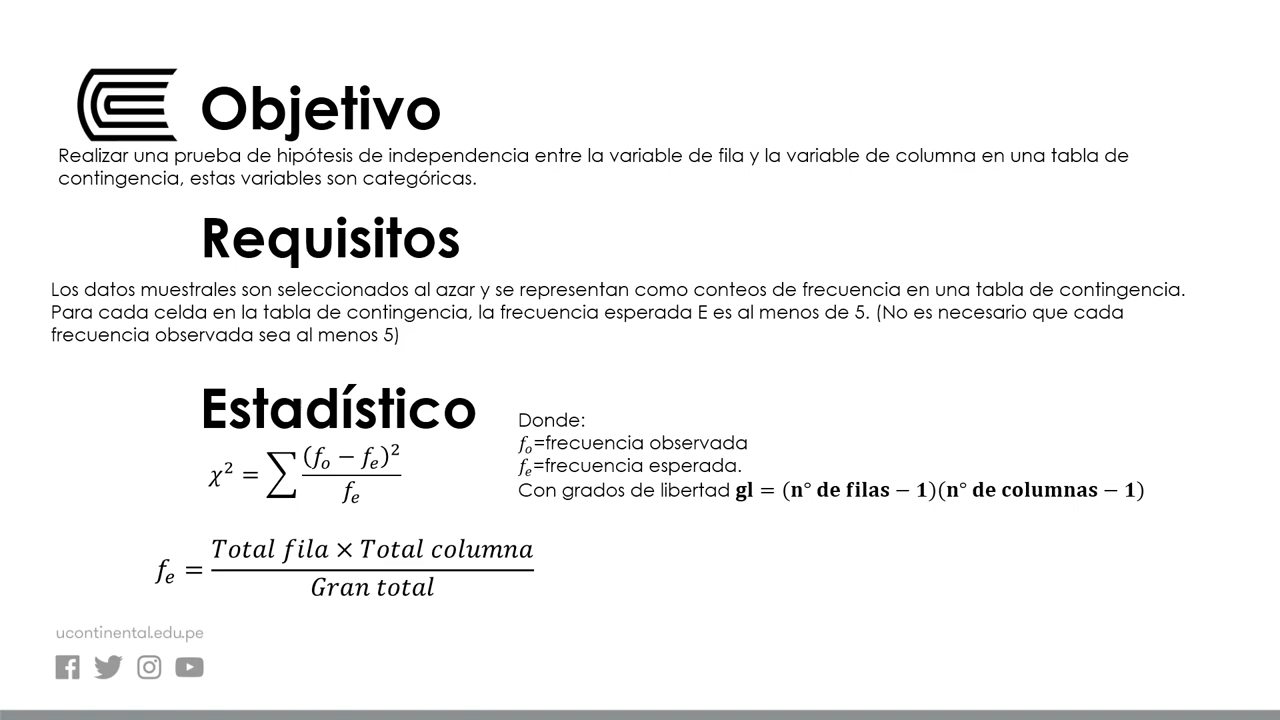 Objetivo
Realizar una prueba de hipótesis de independencia entre la variable de fila y la variable de columna en una tabla de
contingencia, estas variables son categóricas.
Requisitos
Los datos muestrales son seleccionados al azar y se representan como conteos de frecuencia en una tabla de contingencia.
Para cada celda en la tabla de contingencia, la frecuencia esperada E es al menos de 5. (No es necesario que cada
frecuencia observada sea al menos 5)
Estadístico
χ² = ∑ (fₒ − fₑ)² / fₑ
Donde:
fₒ=frecuencia observada
fₑ=frecuencia esperada.
Con grados de libertad gl = (n° de filas − 1)(n° de columnas − 1)
fₑ = Total fila × Total columna / Gran total
ucontinental.edu.pe